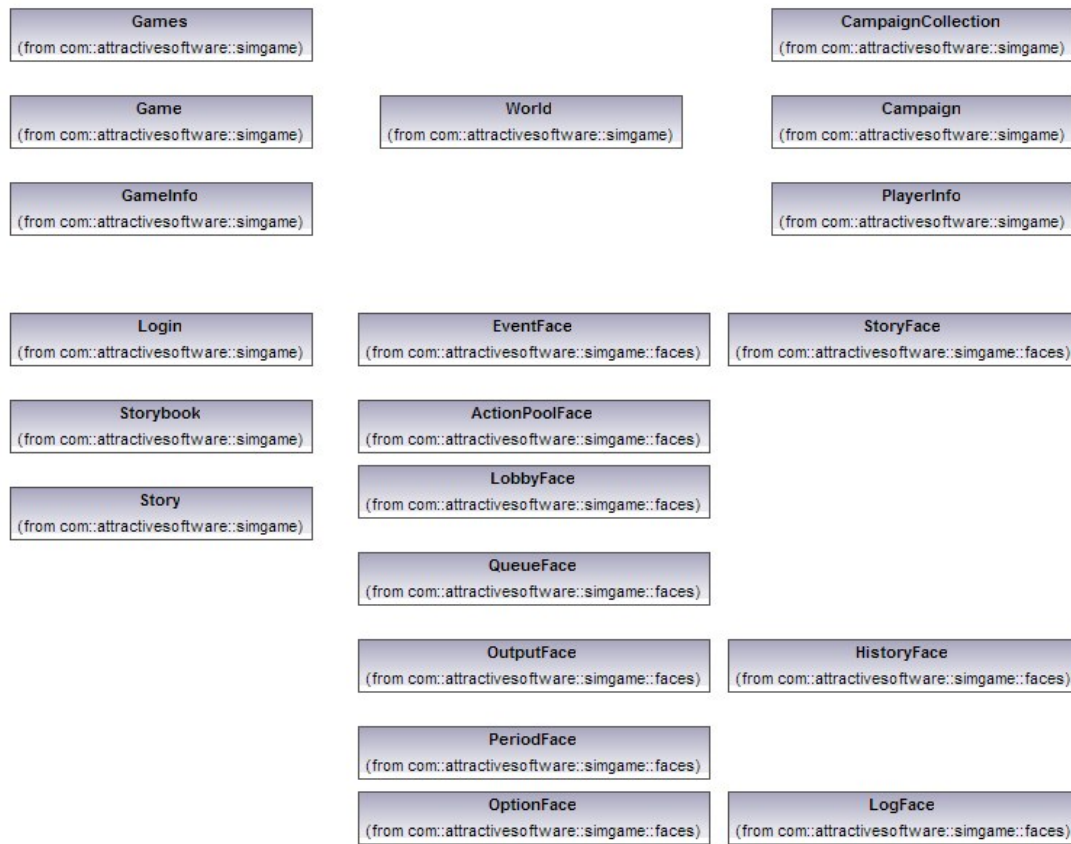 Games
(from com::attractivesoftware::simgame)
CampaignCollection
(from com::attractivesoftware::simgame)
Game
(from com::attractivesoftware::simgame)
World
(from com::attractivesoftware::simgame)
Campaign
(from com::attractivesoftware::simgame)
GameInfo
(from com::attractivesoftware::simgame)
PlayerInfo
(from com::attractivesoftware::simgame)
Login
(from com::attractivesoftware::simgame)
EventFace
(from com::attractivesoftware::simgame::faces)
StoryFace
(from com::attractivesoftware::simgame::faces)
Storybook
(from com::attractivesoftware::simgame)
ActionPoolFace
(from com::attractivesoftware::simgame::faces)
LobbyFace
(from com::attractivesoftware::simgame::faces)
Story
(from com::attractivesoftware::simgame)
QueueFace
(from com::attractivesoftware::simgame::faces)
OutputFace
(from com::attractivesoftware::simgame::faces)
HistoryFace
(from com::attractivesoftware::simgame::faces)
PeriodFace
(from com::attractivesoftware::simgame::faces)
OptionFace
(from com::attractivesoftware::simgame::faces)
LogFace
(from com::attractivesoftware::simgame::faces)